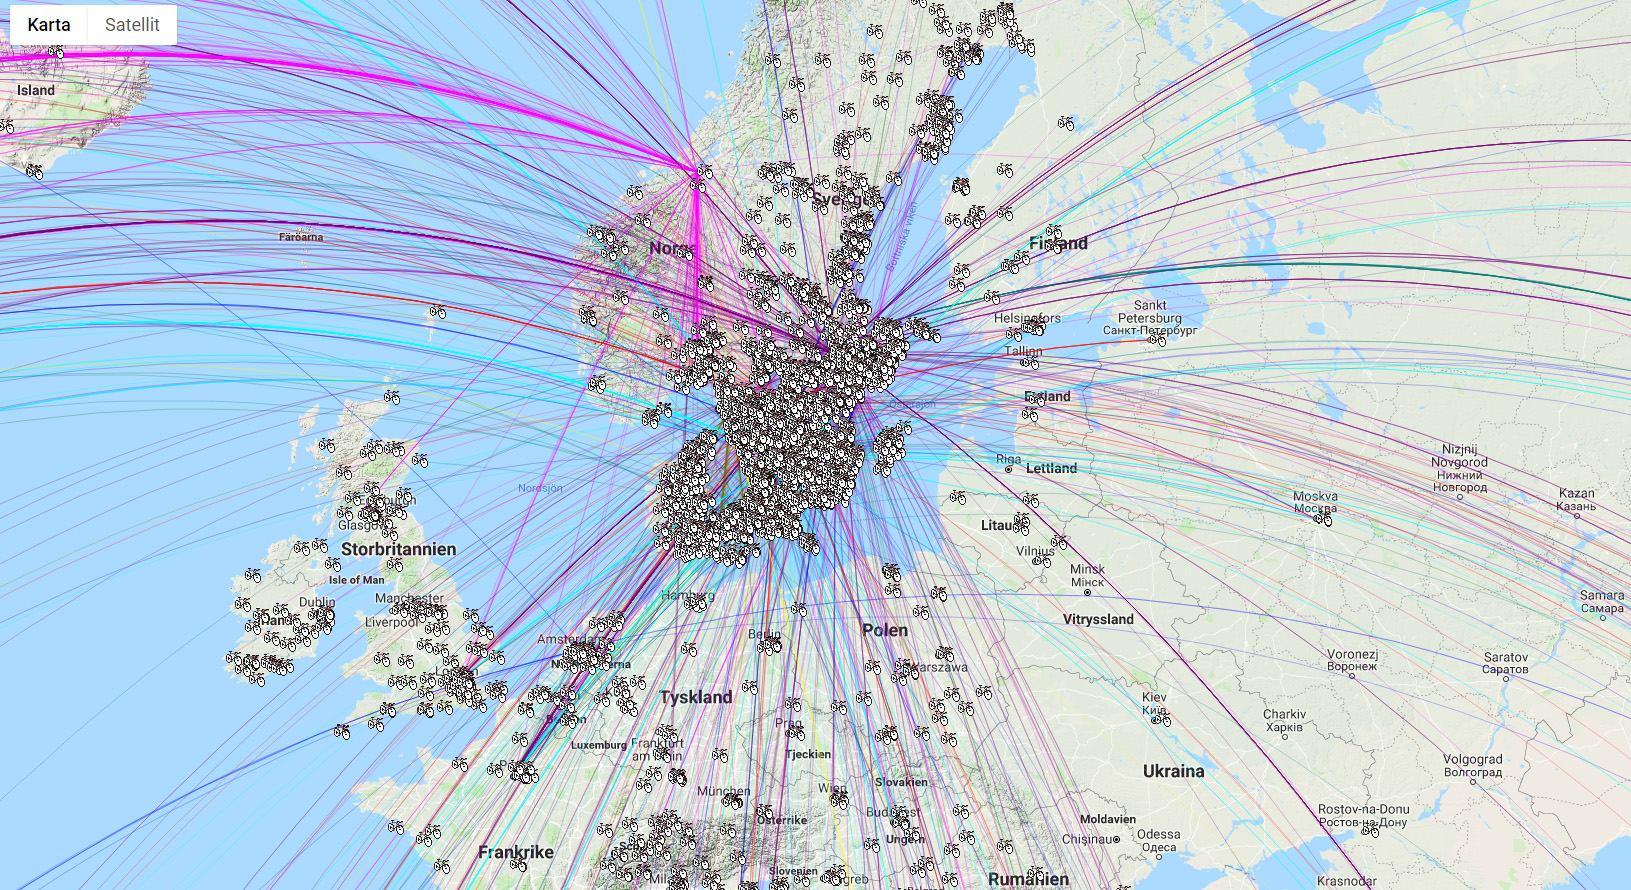 Karta
Satellit
Island
Färöarna
Norge
Sverige
Bottniska viken
Finland
Helsingfors
Sankt
Petersburg
Санкт-Петербург
Tallinn
Estland
Östersjön
Riga
Lettland
Nordsjön
Glasgow
Storbritannien
Isle of Man
Dublin
Manchester
Liverpool
Litauen
Vilnius
Minsk
Мінск
Vitryssland
Moskva
Москва
Nizjnij
Novgorod
Нижний
Новгород
Kazan
Казань
Samara
Самара
Hamburg
Amsterdam
Berlin
Polen
Warszawa
Tyskland
Luxemburg
Frankfurt
am Main
Prag
Tjeckien
Kiev
Київ
Voronezj
Воронеж
Saratov
Саратов
Charkiv
Харків
Ukraina
Volgograd
Волгоград
München
Wien
Slovakien
Österrike
Budapest
Ungern
Moldavien
Chișinău
Odessa
Одеса
Rostov-na-Donu
Ростов-на-Дону
Frankrike
Slovenien
Rumänien
Krasnodar